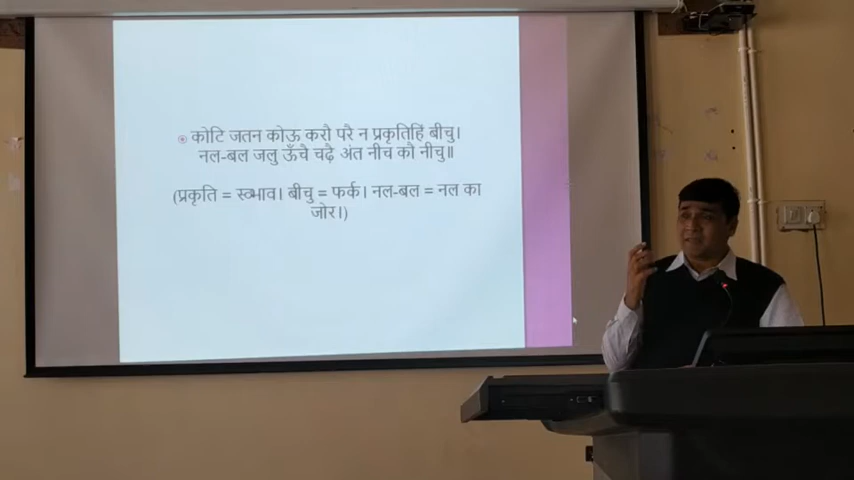 कोटि जतन कोऊ करौ परै न प्रकृतिहिं बीचु।
नल-बल जलु ऊँचै चढ़ै अंत नीच कौ नीचु॥
(प्रकृति = स्वभाव। बीचु = फर्क। नल-बल = नल का
जोर।)